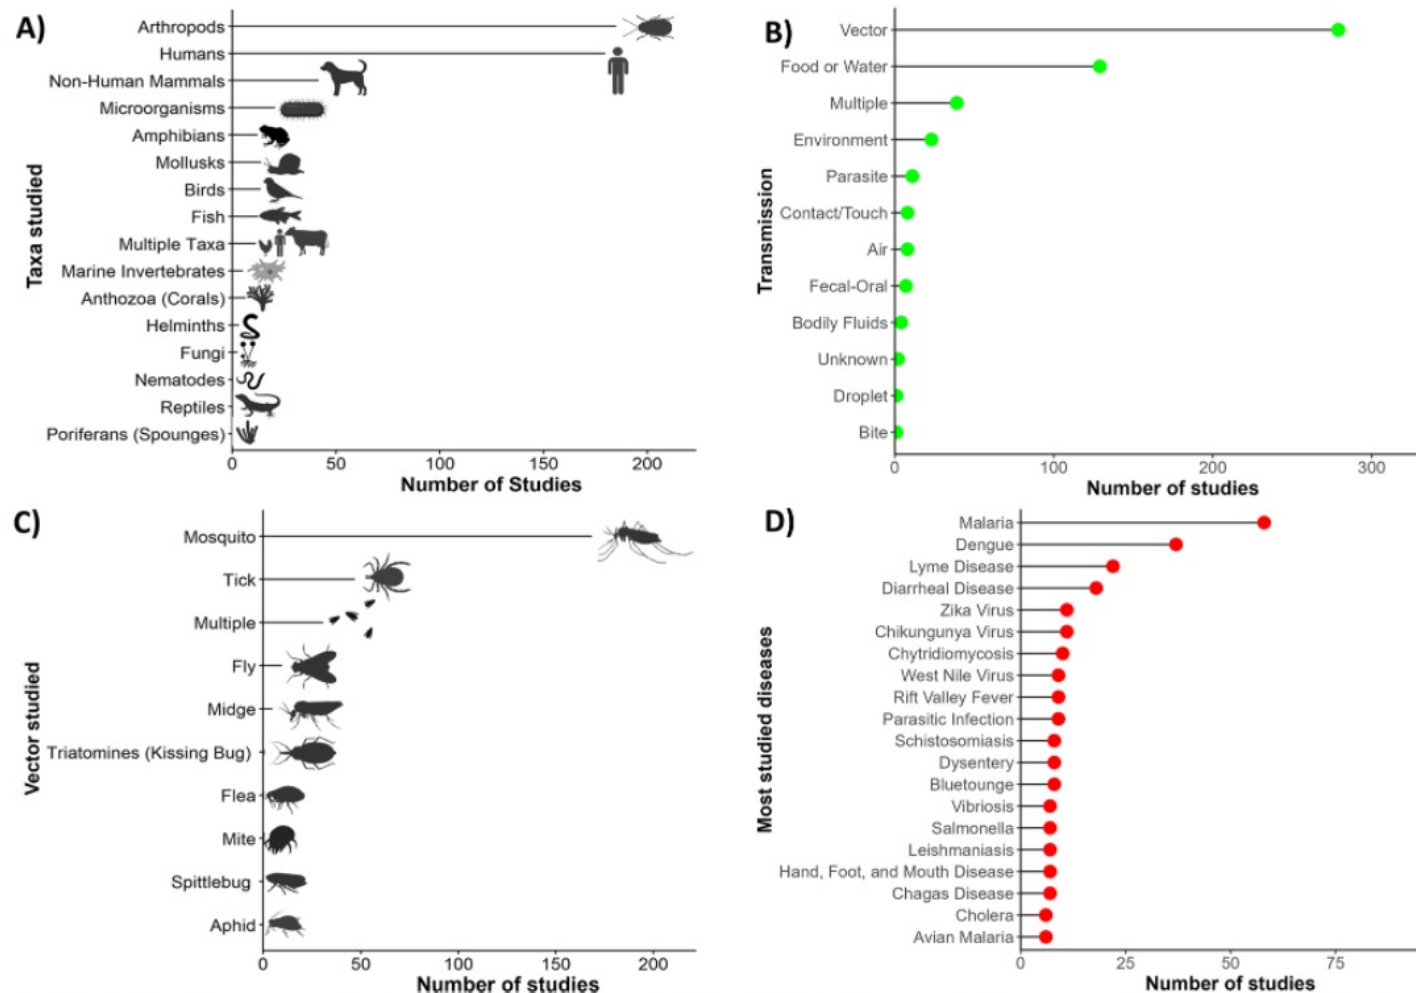 A)
Taxa studied
Arthropods
Humans
Non-Human Mammals
Microorganisms
Amphibians
Mollusks
Birds
Fish
Multiple Taxa
Marine Invertebrates
Anthozoa (Corals)
Helminths
Fungi
Nematodes
Reptiles
Poriferans (Spounges)
0 50 100 150 200
Number of Studies
B)
Transmission
Vector
Food or Water
Multiple
Environment
Parasite
Contact/Touch
Air
Fecal-Oral
Bodily Fluids
Unknown
Droplet
Bite
0 100 200 300
Number of studies
C)
Vector studied
Mosquito
Tick
Multiple
Fly
Midge
Triatomines (Kissing Bug)
Flea
Mite
Spittlebug
Aphid
0 50 100 150 200
Number of studies
D)
Most studied diseases
Malaria
Dengue
Lyme Disease
Diarrheal Disease
Zika Virus
Chikungunya Virus
Chytridiomycosis
West Nile Virus
Rift Valley Fever
Parasitic Infection
Schistosomiasis
Dysentery
Bluetounge
Vibriosis
Salmonella
Leishmaniasis
Hand, Foot, and Mouth Disease
Chagas Disease
Cholera
Avian Malaria
0 25 50 75
Number of studies